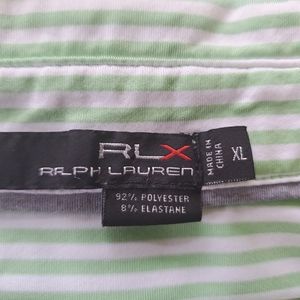 RLX
RALPH LAUREN
MADE IN
CHINA
XL
92% POLYESTER
8% ELASTANE